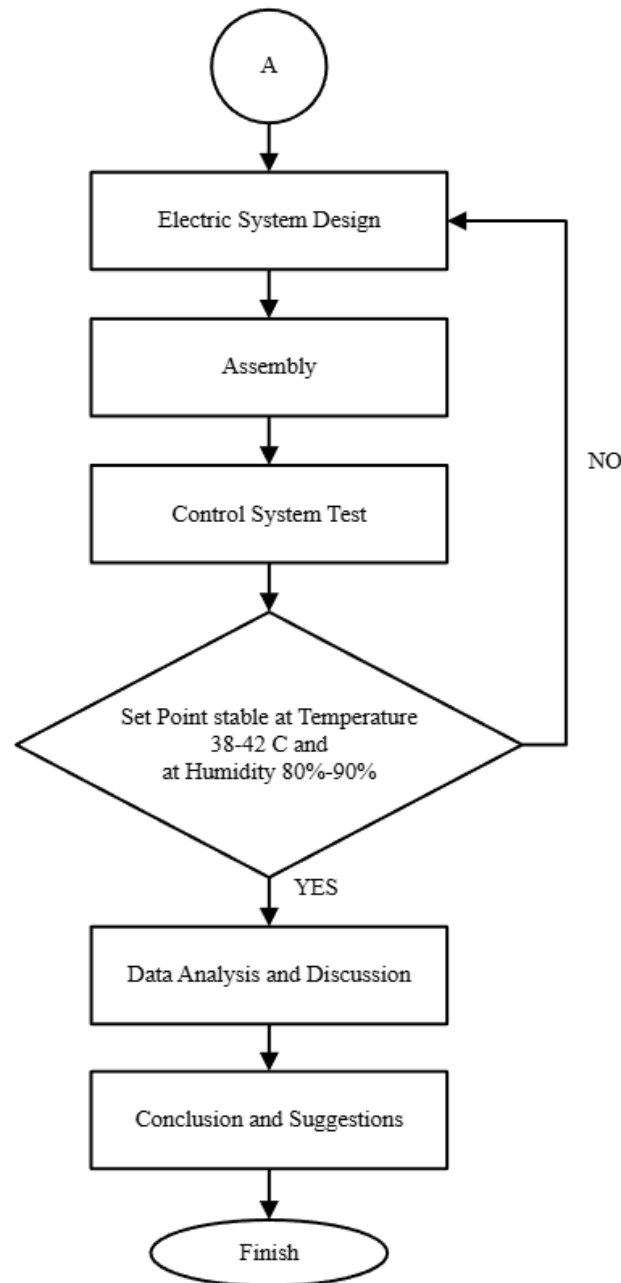 A
Electric System Design
Assembly
NO
Control System Test
Set Point stable at Temperature
38-42 C and
at Humidity 80%-90%
YES
Data Analysis and Discussion
Conclusion and Suggestions
Finish